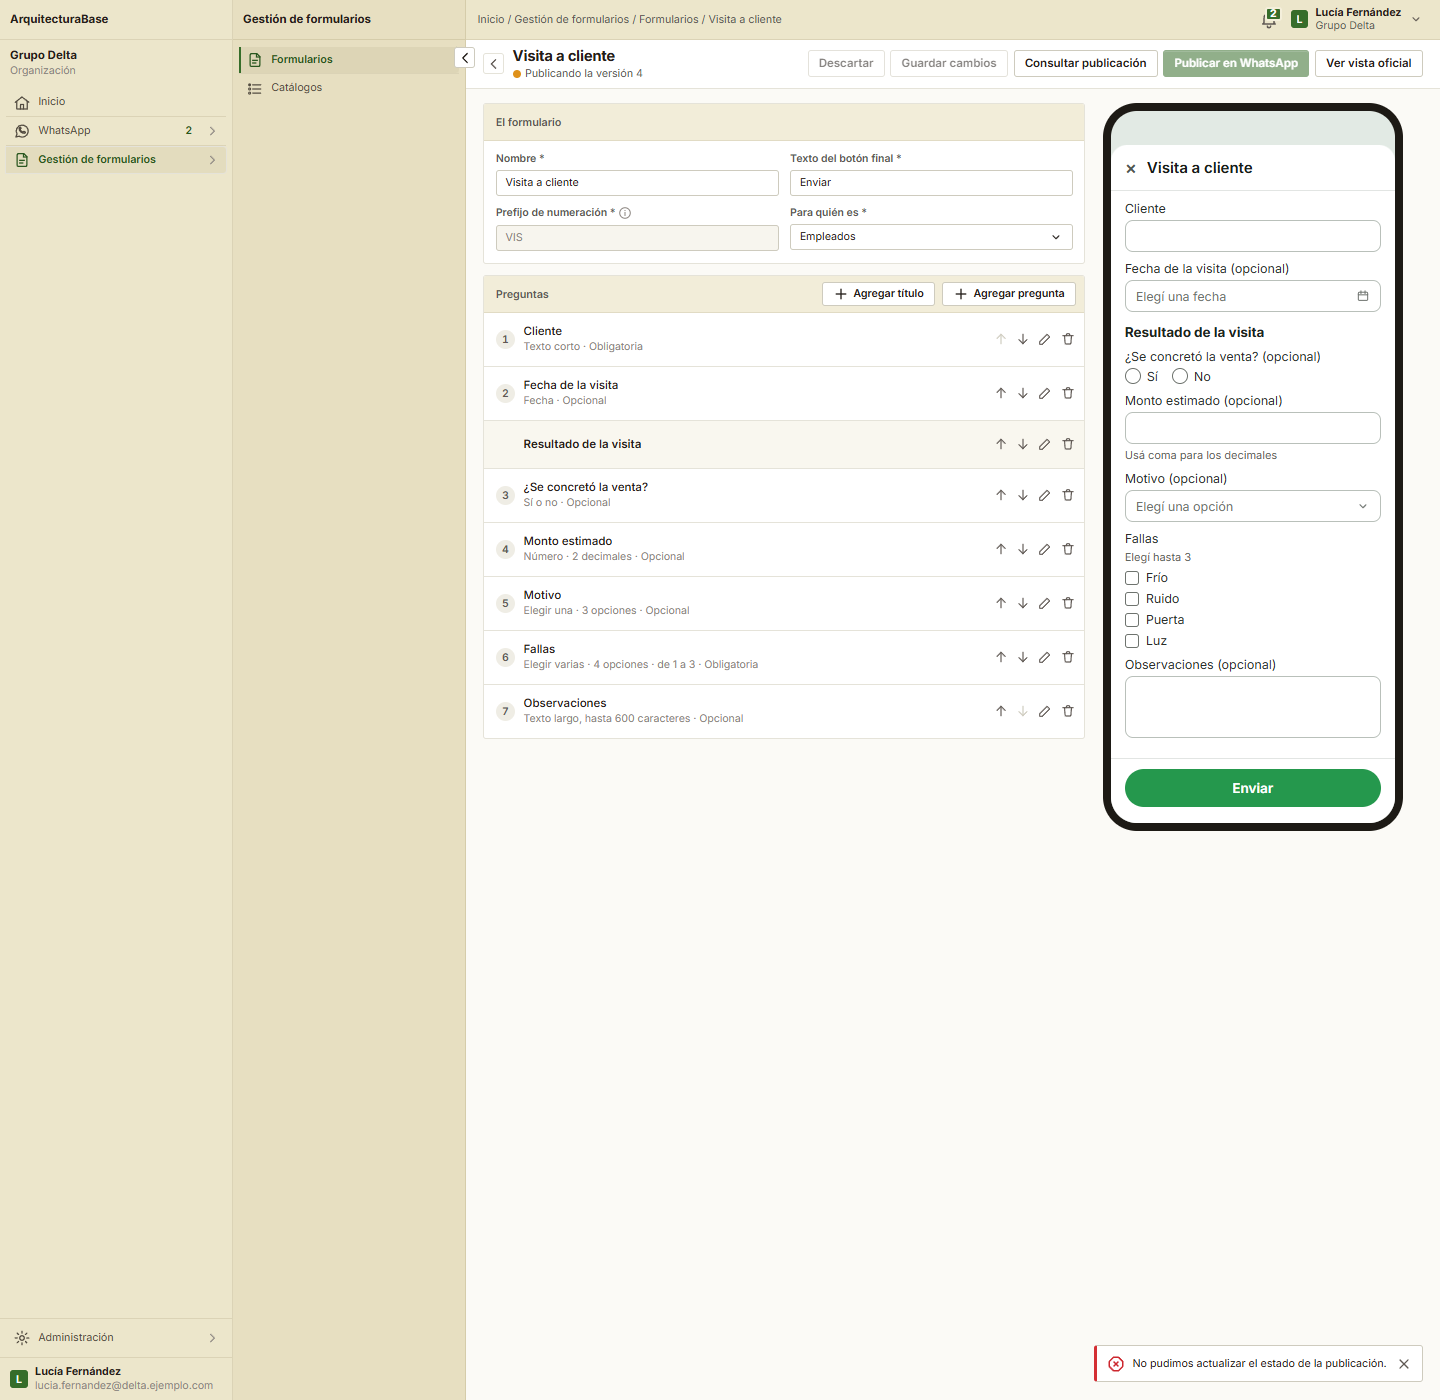 ArquitecturaBase
Grupo Delta
Organización
Inicio
WhatsApp 2
Gestión de formularios
Administración
L Lucía Fernández
lucia.fernandez@delta.ejemplo.com
Gestión de formularios
Formularios
Catálogos
Inicio / Gestión de formularios / Formularios / Visita a cliente
2
L Lucía Fernández
Grupo Delta
Visita a cliente
Publicando la versión 4
Descartar
Guardar cambios
Consultar publicación
Publicar en WhatsApp
Ver vista oficial
El formulario
Nombre *
Visita a cliente
Texto del botón final *
Enviar
Prefijo de numeración *
VIS
Para quién es *
Empleados
Preguntas
Agregar título
Agregar pregunta
1 Cliente
Texto corto · Obligatoria
2 Fecha de la visita
Fecha · Opcional
Resultado de la visita
3 ¿Se concretó la venta?
Sí o no · Opcional
4 Monto estimado
Número · 2 decimales · Opcional
5 Motivo
Elegir una · 3 opciones · Opcional
6 Fallas
Elegir varias · 4 opciones · de 1 a 3 · Obligatoria
7 Observaciones
Texto largo, hasta 600 caracteres · Opcional
Visita a cliente
Cliente
Fecha de la visita (opcional)
Elegí una fecha
Resultado de la visita
¿Se concretó la venta? (opcional)
Sí No
Monto estimado (opcional)
Usá coma para los decimales
Motivo (opcional)
Elegí una opción
Fallas
Elegí hasta 3
Frío
Ruido
Puerta
Luz
Observaciones (opcional)
Enviar
No pudimos actualizar el estado de la publicación.